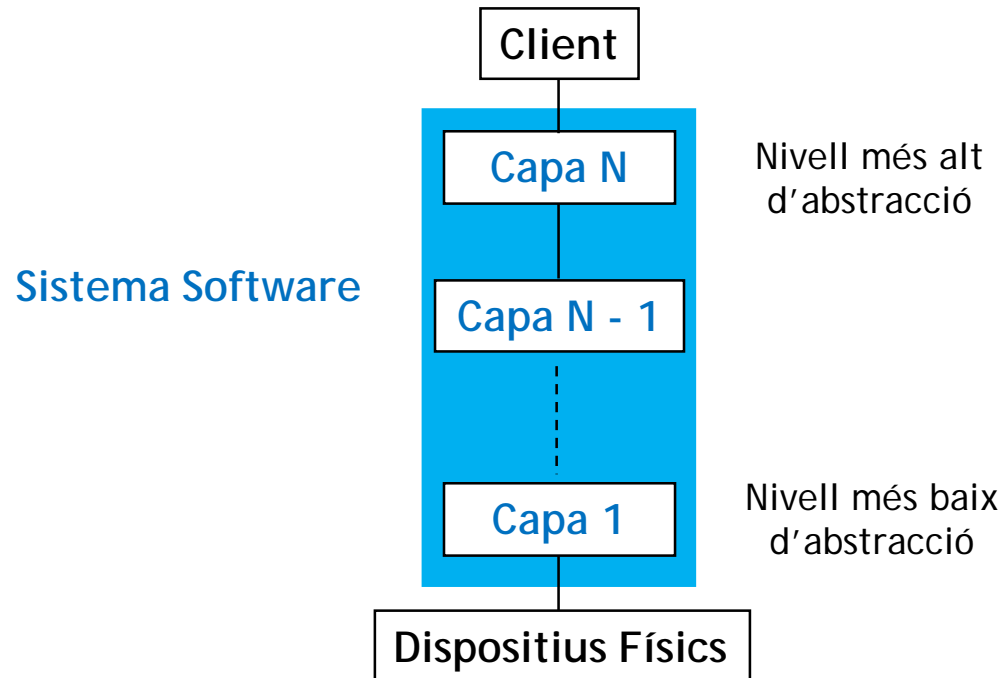 Client
Capa N
Nivell més alt
d'abstracció
Sistema Software
Capa N - 1
Capa 1
Nivell més baix
d'abstracció
Dispositius Físics